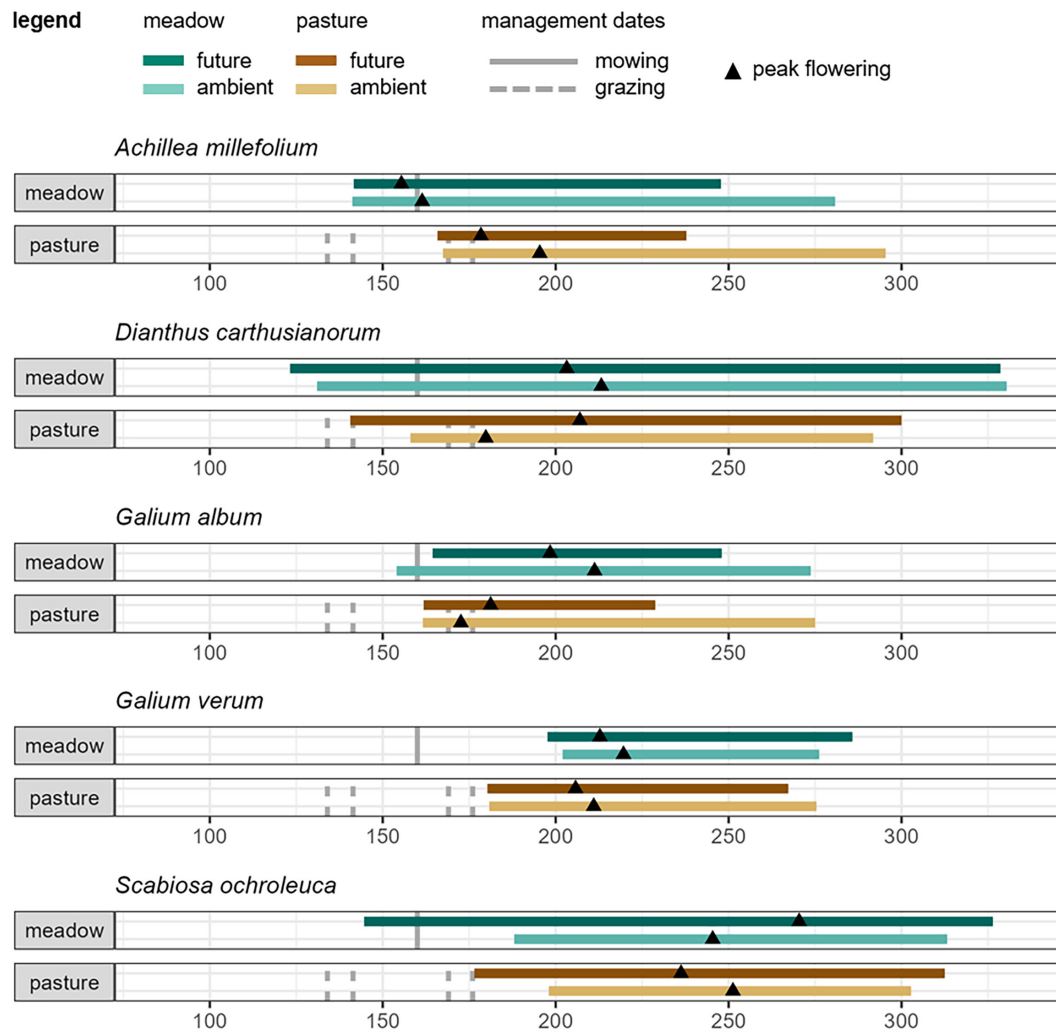 legend meadow pasture management dates
future future mowing peak flowering
ambient ambient grazing
Achillea millefolium
meadow
pasture
100 150 200 250 300
Dianthus carthusianorum
meadow
pasture
100 150 200 250 300
Galium album
meadow
pasture
100 150 200 250 300
Galium verum
meadow
pasture
100 150 200 250 300
Scabiosa ochroleuca
meadow
pasture
100 150 200 250 300